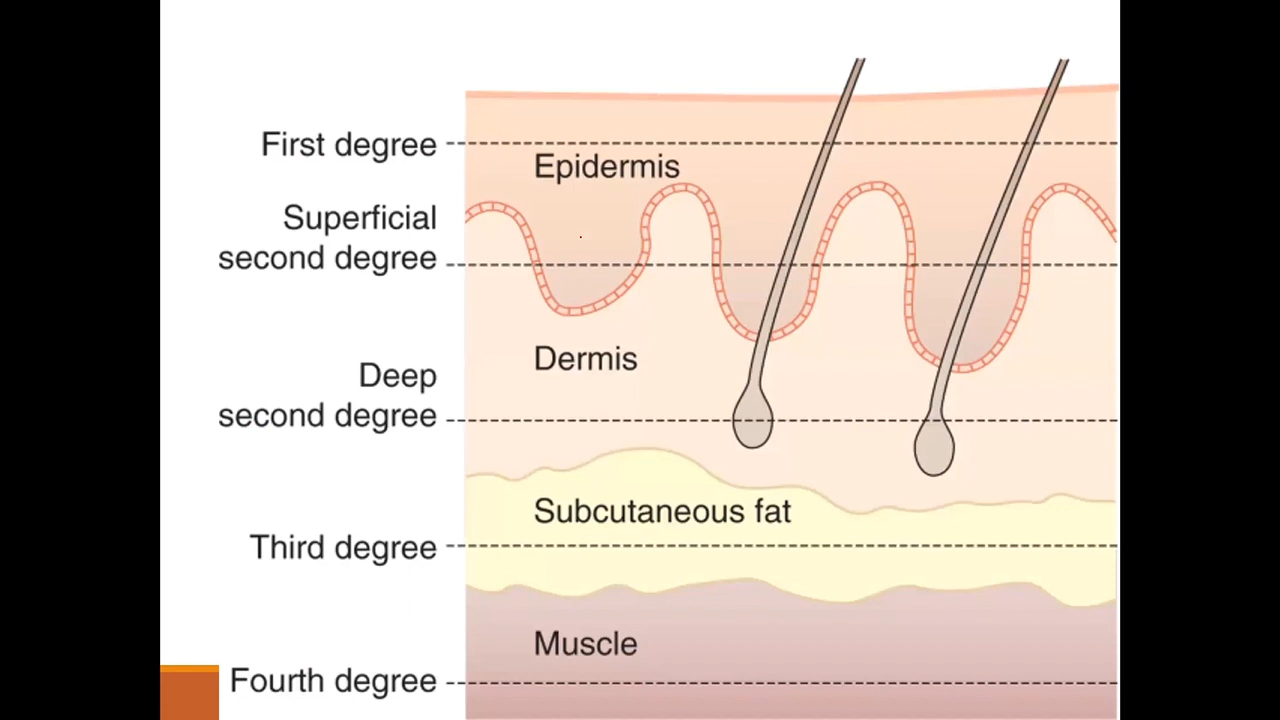 First degree
Epidermis
Superficial
second degree
Dermis
Deep
second degree
Subcutaneous fat
Third degree
Muscle
Fourth degree